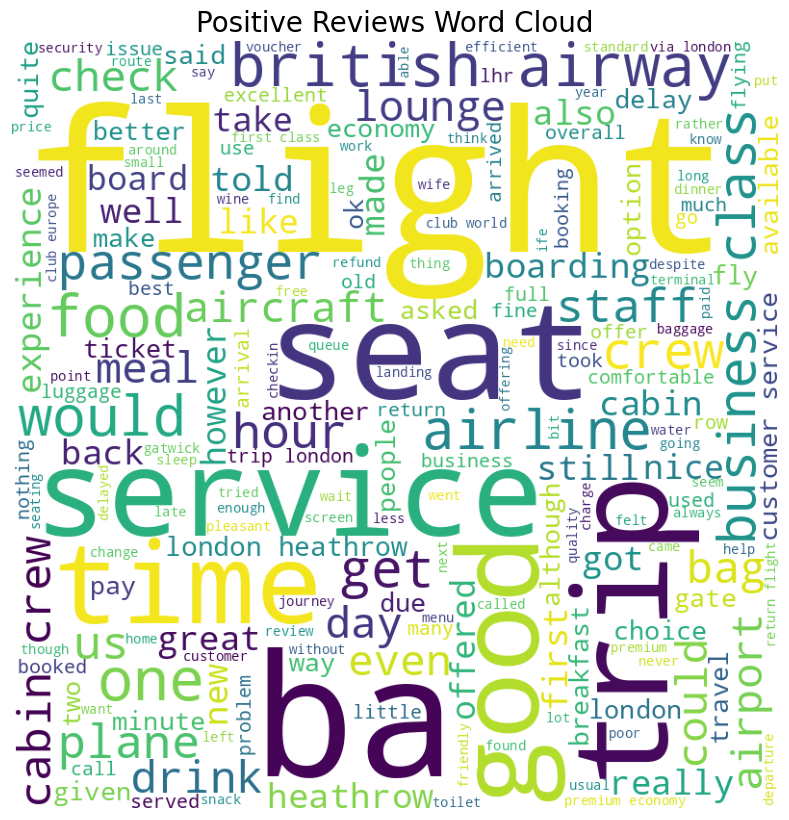 Positive Reviews Word Cloud
security
route
issue
said
voucher
say
british airway
efficient
able
standard
via london
flying
put
quite
check
last
excellent
lounge
lhr
year
also
delay
price
better
around
small
take
economy
use
first class
think
work
arrived
overall
rather
know
class
available
seemed
board
told
well
like
make
flight
leg
wine
find
wife
ok
made
club world
ife
booking
option
long
dinner
much
go
experience
club europe
passenger
best
refund
old
thing
free
boarding
despite
terminal
fly
food
aircraft
asked
full
fine
staff
paid
baggage
ticket
meal
point
luggage
however
arrival
checkin
queue
seat
landing
need
offering
offer
since
took
crew
comfortable
business
customer service
would
hour
another
return
airline
bit
water
going
cabin
row
back
gatwick
sleep
trip london
people
business
still
nice
nothing
seating
delayed
late
tried
enough
wait
screen
less
pleasant
service
went
first
although
quality
charge
felt
used
seem
always
cabin crew
change
london heathrow
time
pay
get
next
good
trip
got
came
help
bag
return flight
us
great
journey
due
day
menu
many
called
offered
gate
though
home
booked
customer
review
without
way
even
breakfast
choice
premium
never
one
two
want
new
problem
ba
little
lot
london
travel
could
airport
plane
minute
left
call
drink
friendly
found
poor
usual
really
departure
given
served
snack
heathrow
toilet
premium economy